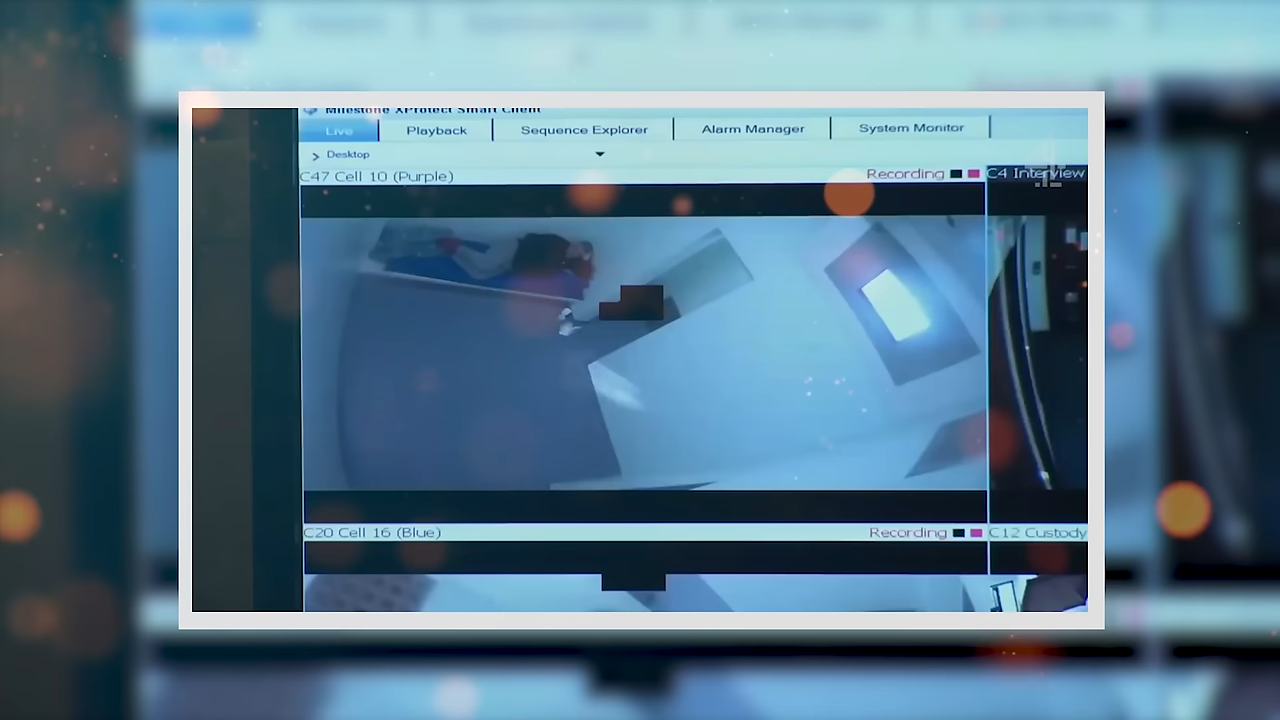 Milestone XProtect Smart Client
Live Playback Sequence Explorer Alarm Manager System Monitor
Desktop
C47 Cell 10 (Purple) Recording C4 Interview
C20 Cell 16 (Blue) Recording C12 Custody